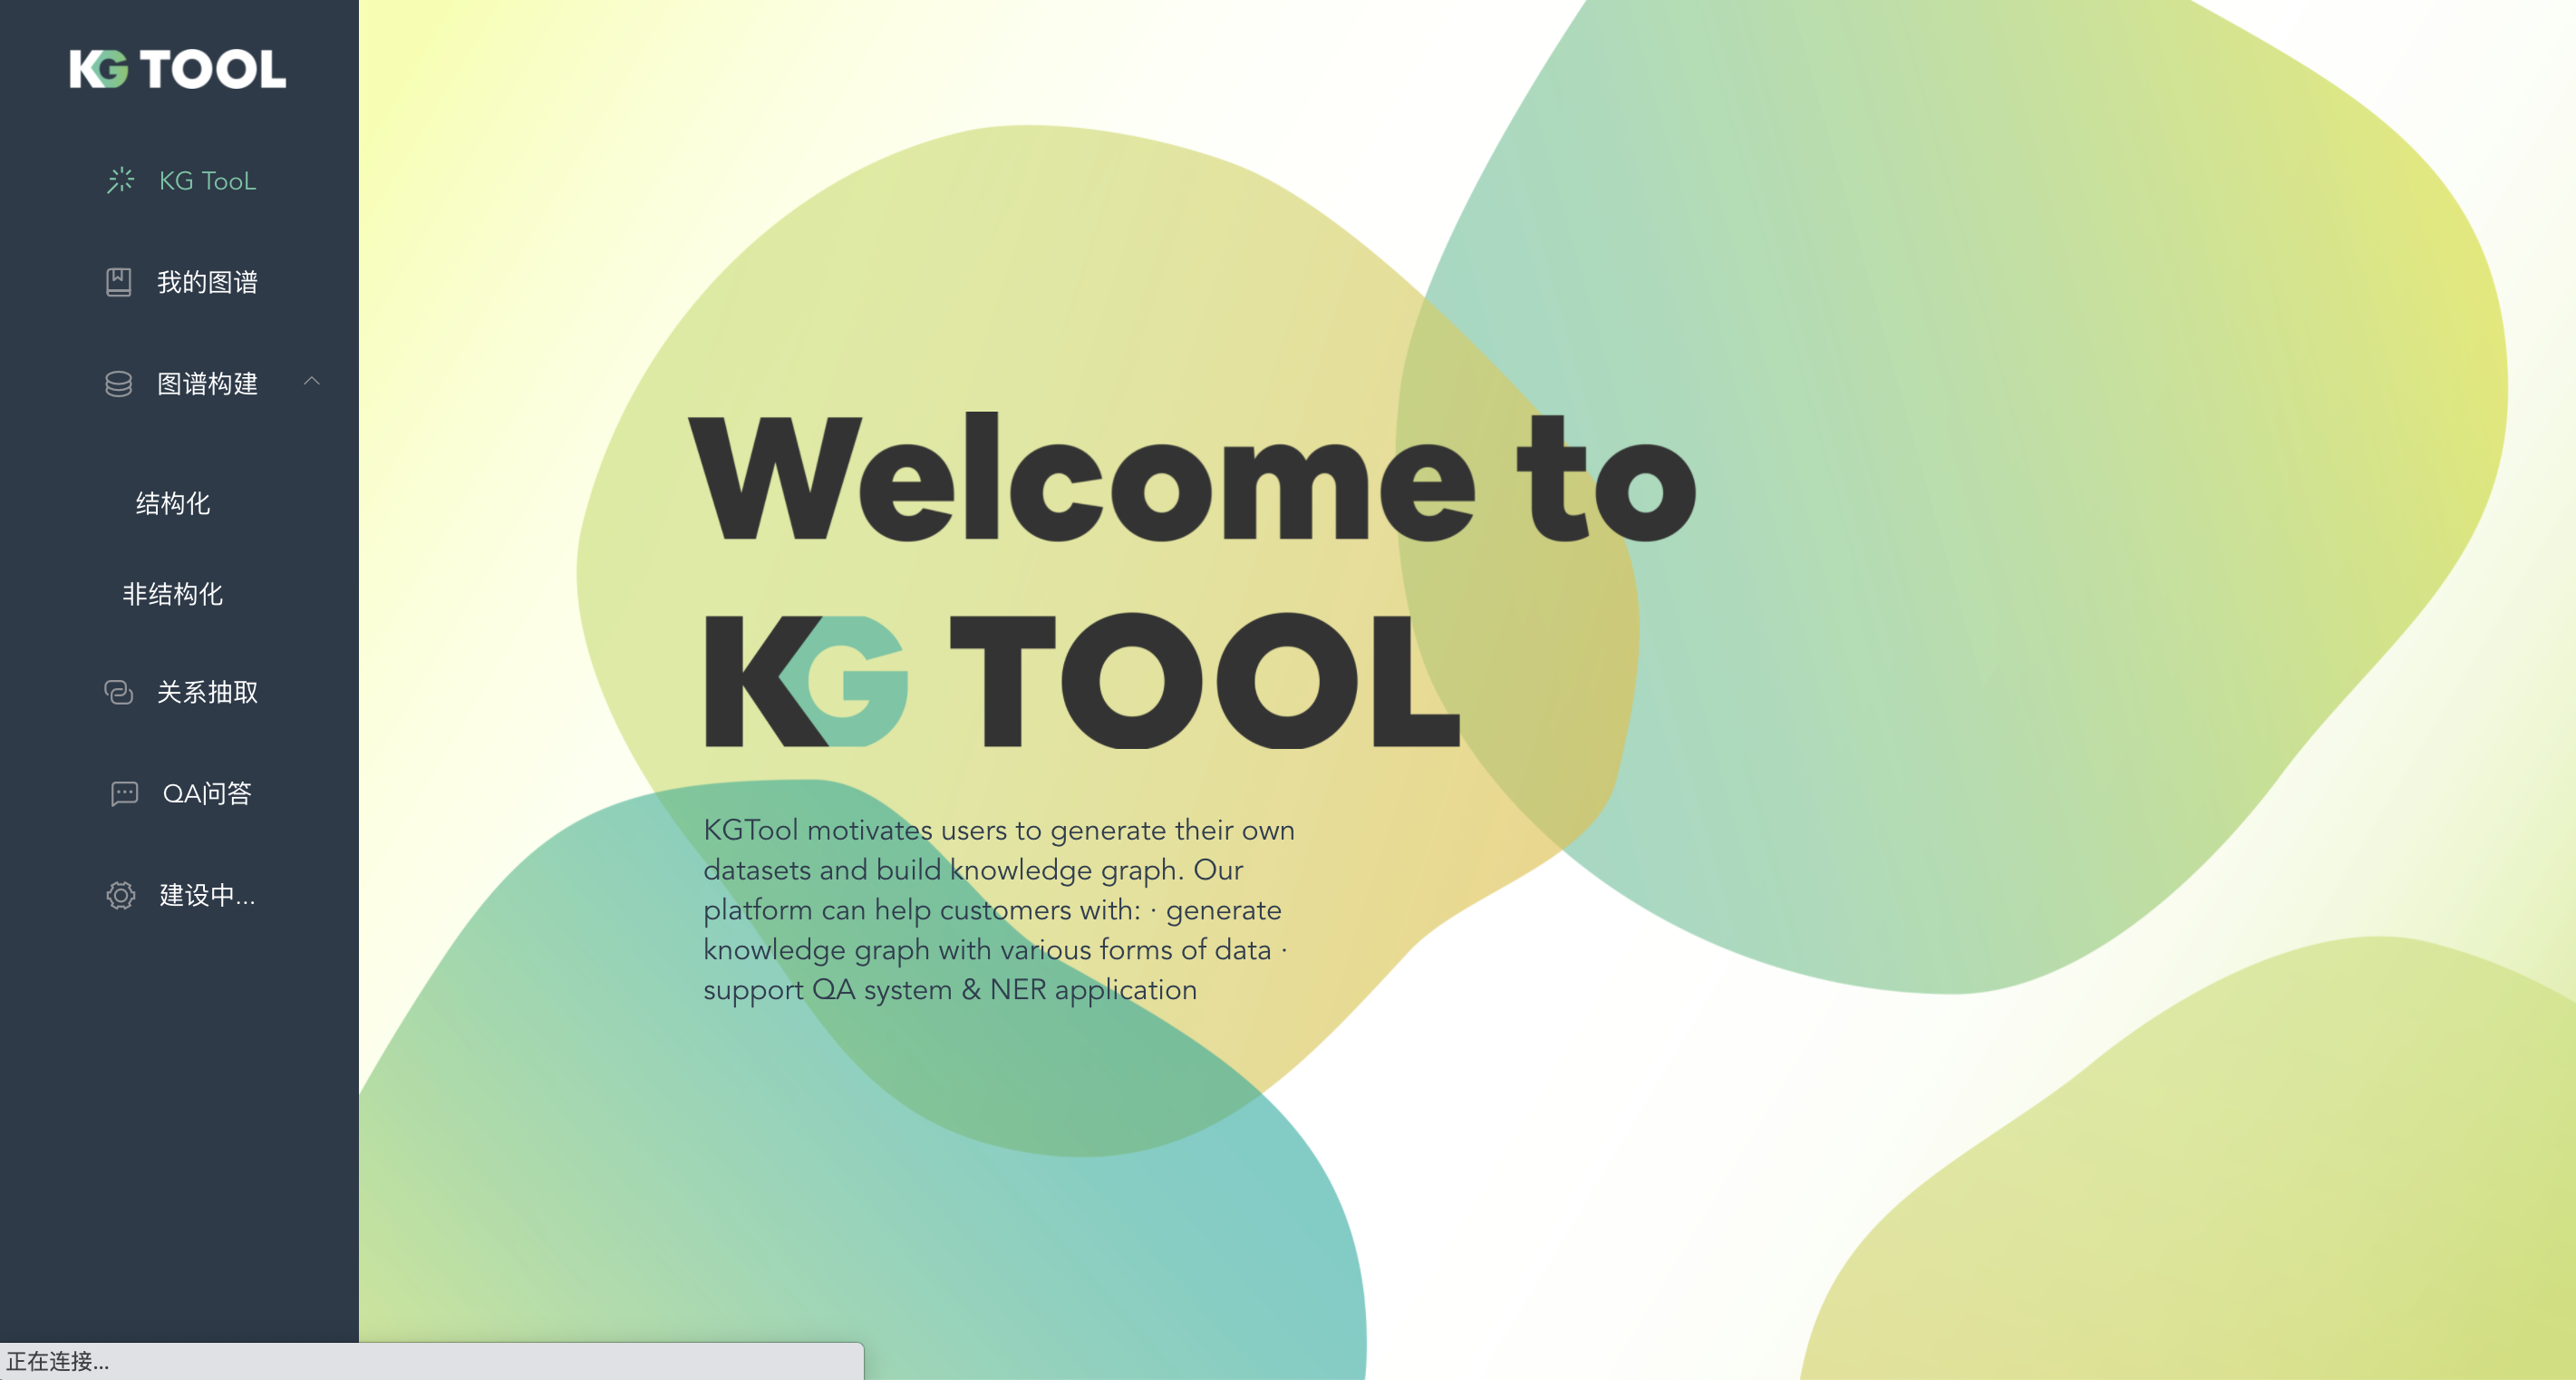 KG TOOL
KG TooL
我的图谱
图谱构建
结构化
非结构化
关系抽取
QA问答
建设中...
Welcome to
KG TOOL
KGTool motivates users to generate their own
datasets and build knowledge graph. Our
platform can help customers with: · generate
knowledge graph with various forms of data ·
support QA system & NER application
正在连接...